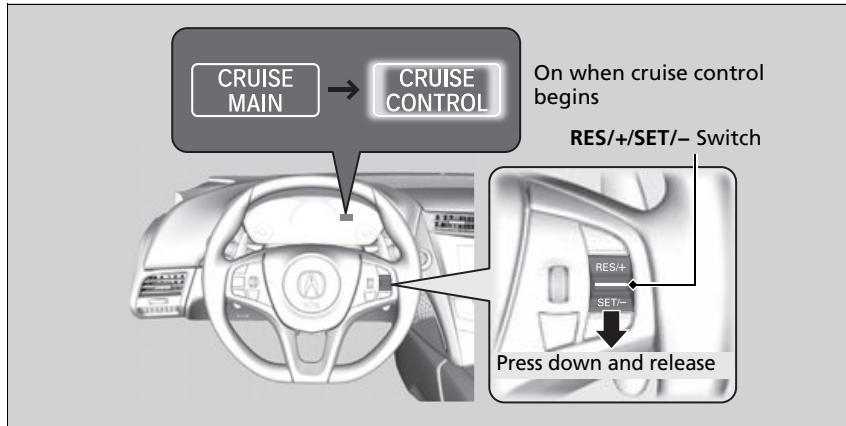 CRUISE
MAIN
→
CRUISE
CONTROL
On when cruise control
begins
RES/+/SET/– Switch
RES/+
SET/–
Press down and release